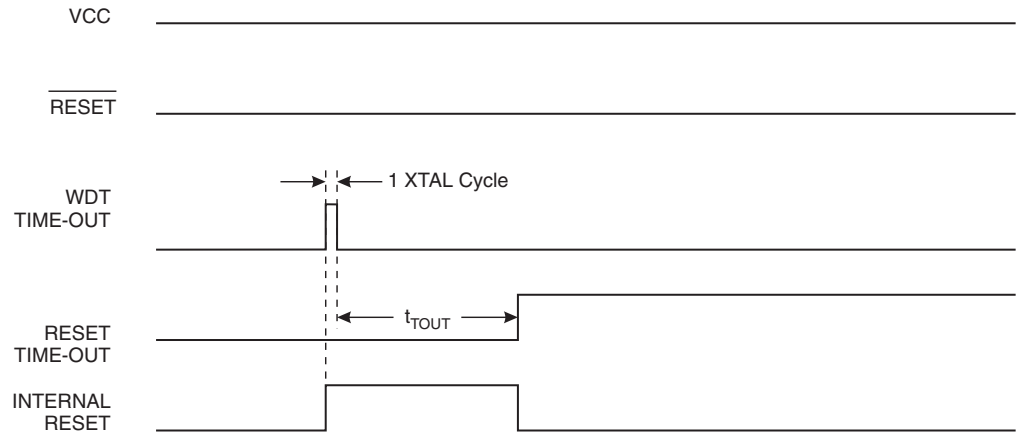 VCC
RESET
1 XTAL Cycle
WDT
TIME-OUT
tTOUT
RESET
TIME-OUT
INTERNAL
RESET